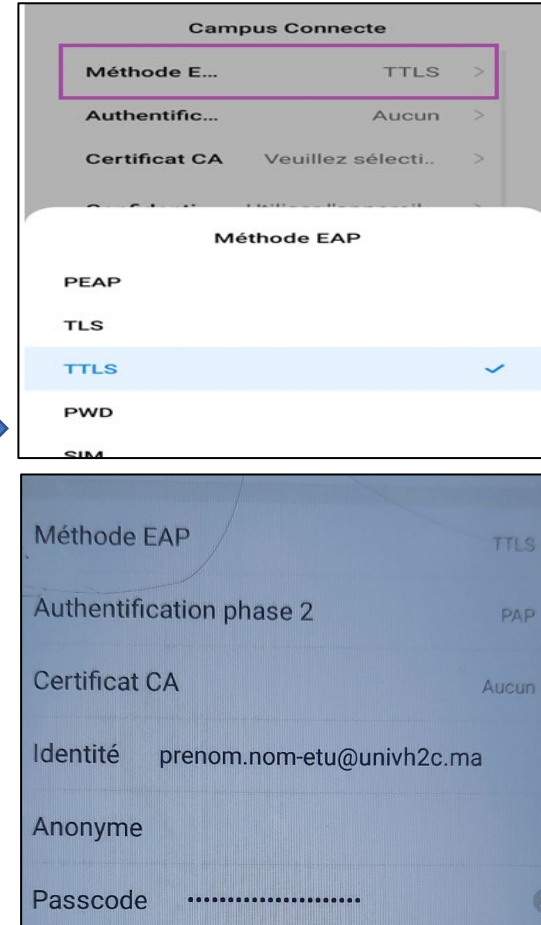 Campus Connecte
Méthode E... TTLS >
Authentific... Aucun >
Certificat CA Veuillez sélecti.. >
Méthode EAP
PEAP
TLS
TTLS
PWD
SIM
Méthode EAP TTLS
Authentification phase 2 PAP
Certificat CA Aucun
Identité prenom.nom-etu@univh2c.ma
Anonyme
Passcode ••••••••••••••••••••••